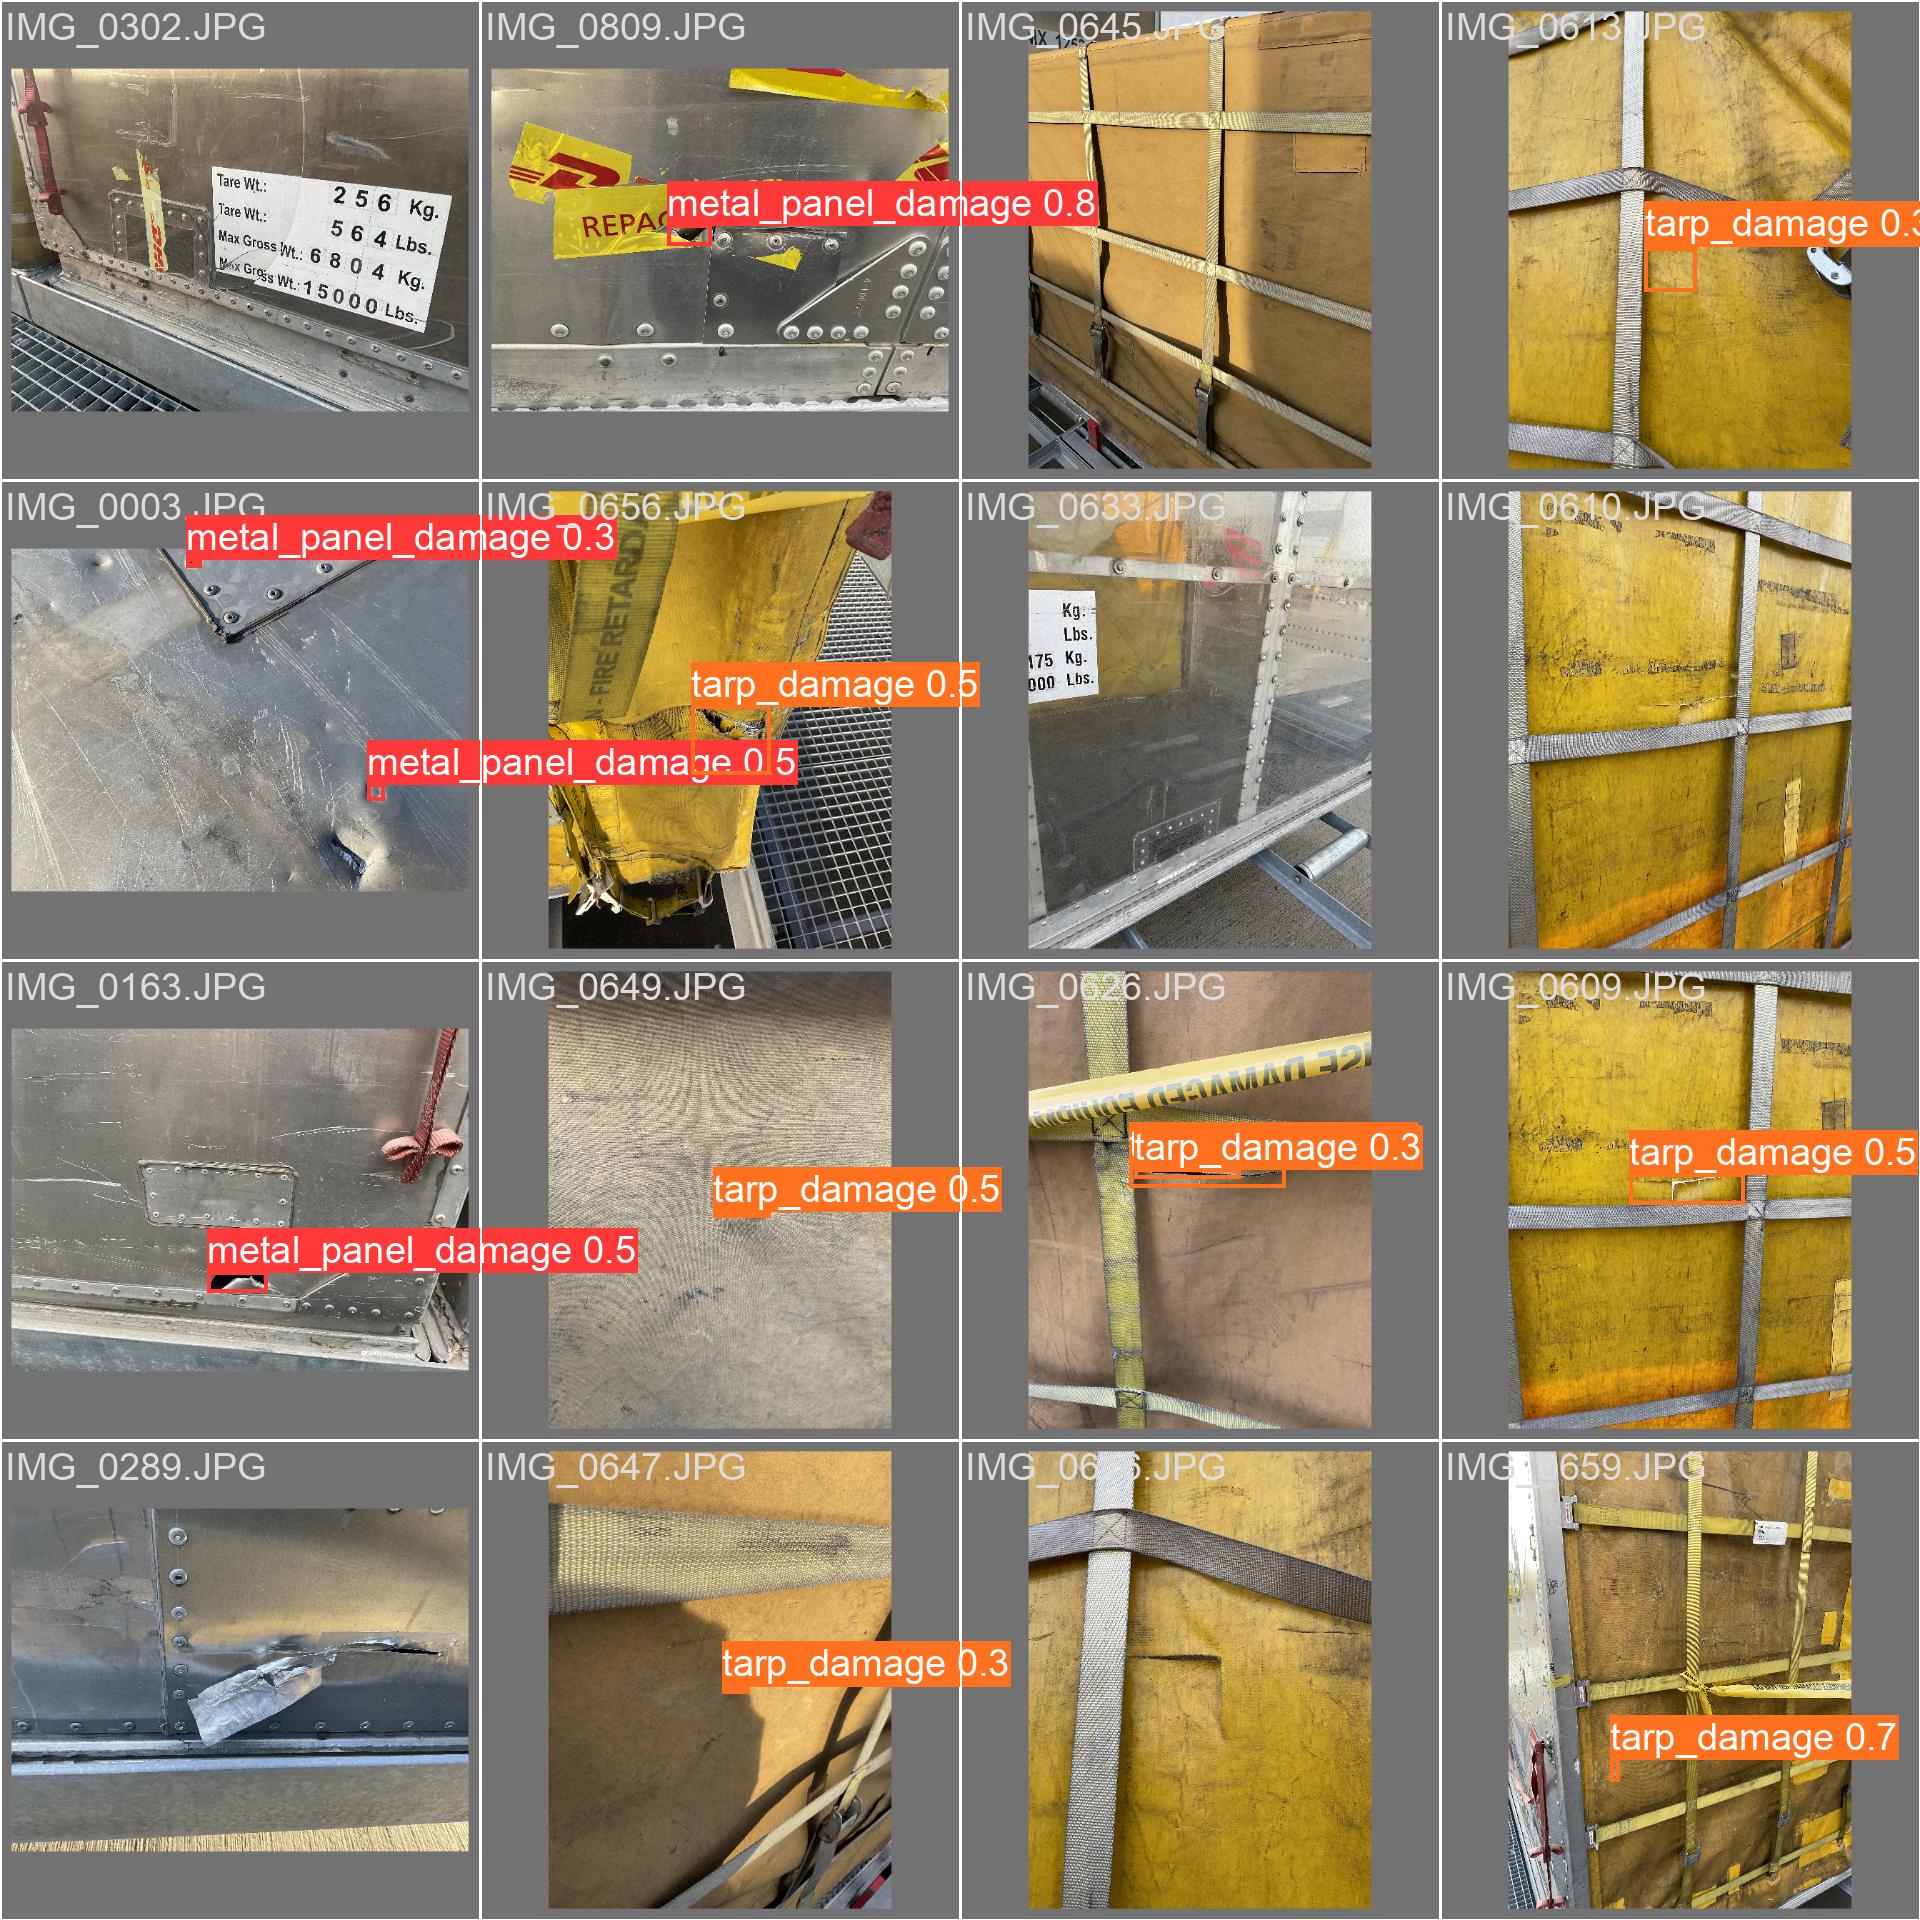 IMG_0302.JPG
Tare Wt.: 256 Kg.
Tare Wt.: 564 Lbs.
Max Gross Wt.: 6804 Kg.
Max Gross Wt.: 15000 Lbs.
IMG_0809.JPG
REPAC
metal_panel_damage 0.8
IMG_0645.JPG
IMG_0613.JPG
tarp_damage 0.3
IMG_0003.JPG
metal_panel_damage 0.3
metal_panel_damage 0.5
IMG_0656.JPG
FIRE RETARD
tarp_damage 0.5
IMG_0633.JPG
Kg.
Lbs.
175 Kg.
000 Lbs.
IMG_0610.JPG
IMG_0163.JPG
metal_panel_damage 0.5
IMG_0649.JPG
tarp_damage 0.5
IMG_0626.JPG
DAMAGED
tarp_damage 0.3
IMG_0609.JPG
tarp_damage 0.5
IMG_0289.JPG
IMG_0647.JPG
tarp_damage 0.3
IMG_06 6.JPG
IMG_0659.JPG
tarp_damage 0.7